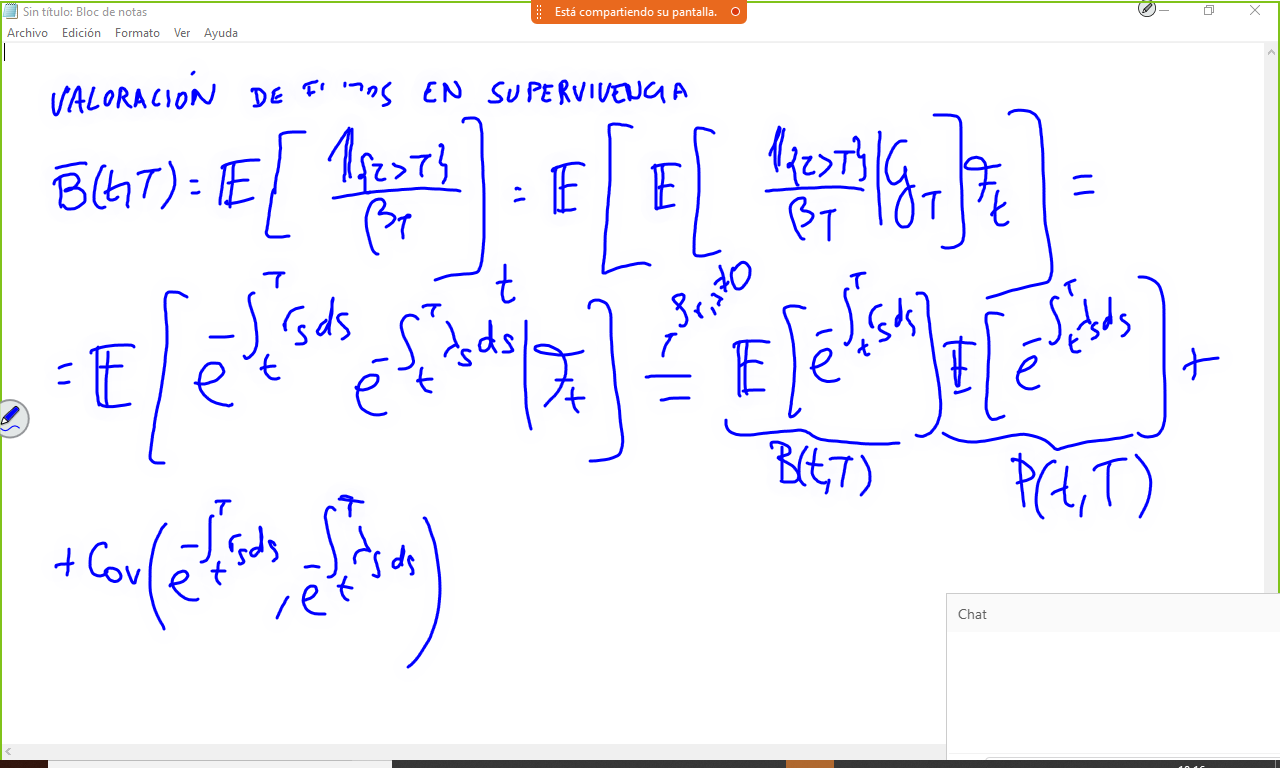 Sin título: Bloc de notas
Está compartiendo su pantalla.
Archivo Edición Formato Ver Ayuda
VALORACIÓN DE EN SUPERVIVENCIA
B̅(t,T) = 𝔼[ 𝟙{τ>T} / β_T ]_t = 𝔼[ 𝔼[ 𝟙{τ>T} / β_T | G_T ] ℱ_t ] =
= 𝔼[ e^{-∫_t^T r_s ds} e^{-∫_t^T λ_s ds} | ℱ_t ] = 𝔼[ e^{-∫_t^T r_s ds} ] 𝔼[ e^{-∫_t^T λ_s ds} ] +
B(t,T) P(t,T)
+ Cov( e^{-∫_t^T r_s ds} , e^{-∫_t^T λ_s ds} )
Chat